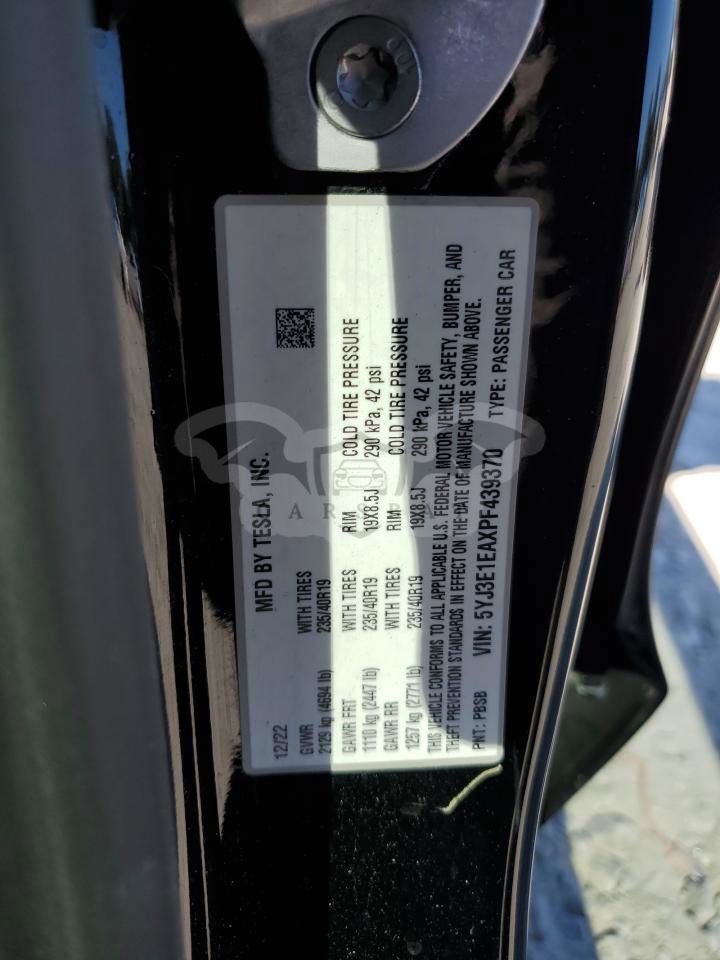 12/22 MFD BY TESLA, INC.
GVWR WITH TIRES
2129 kg (4694 lb) 235/40R19
GAWR FRT WITH TIRES RIM COLD TIRE PRESSURE
1110 kg (2447 lb) 235/40R19 19X8.5J 290 kPa, 42 psi
GAWR RR WITH TIRES RIM COLD TIRE PRESSURE
1257 kg (2771 lb) 235/40R19 19X8.5J 290 kPa, 42 psi
THIS VEHICLE CONFORMS TO ALL APPLICABLE U.S. FEDERAL MOTOR VEHICLE SAFETY, BUMPER, AND
THEFT PREVENTION STANDARDS IN EFFECT ON THE DATE OF MANUFACTURE SHOWN ABOVE.
PNT: PBSB VIN: 5YJ3E1EAXPF439370 TYPE: PASSENGER CAR